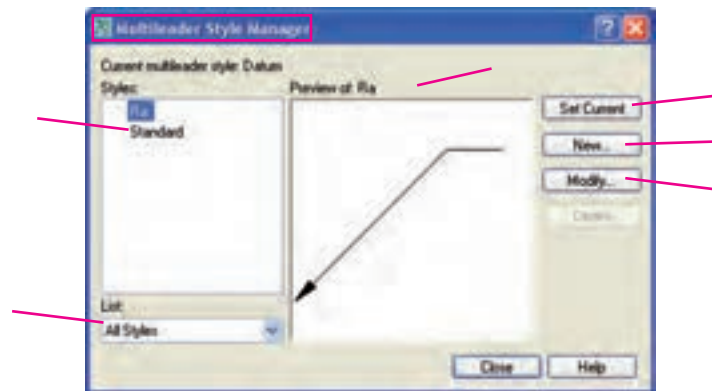 Multileader Style Manager
Current multileader style: Datum
Styles:
Preview of: Ra
Ra
Standard
Set Current
New...
Modify...
Delete
List:
All Styles
Close
Help